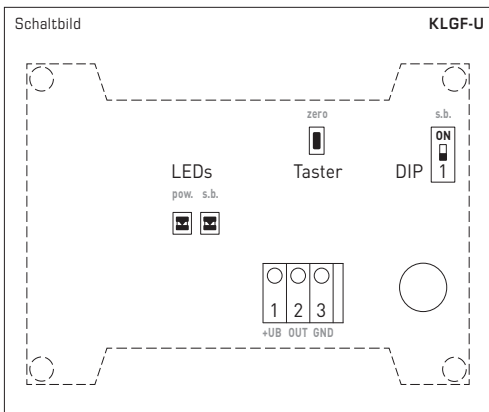 Schaltbild KLGF-U
zero s.b.
ON
LEDs Taster DIP 1
pow. s.b.
1 2 3
+UB OUT GND